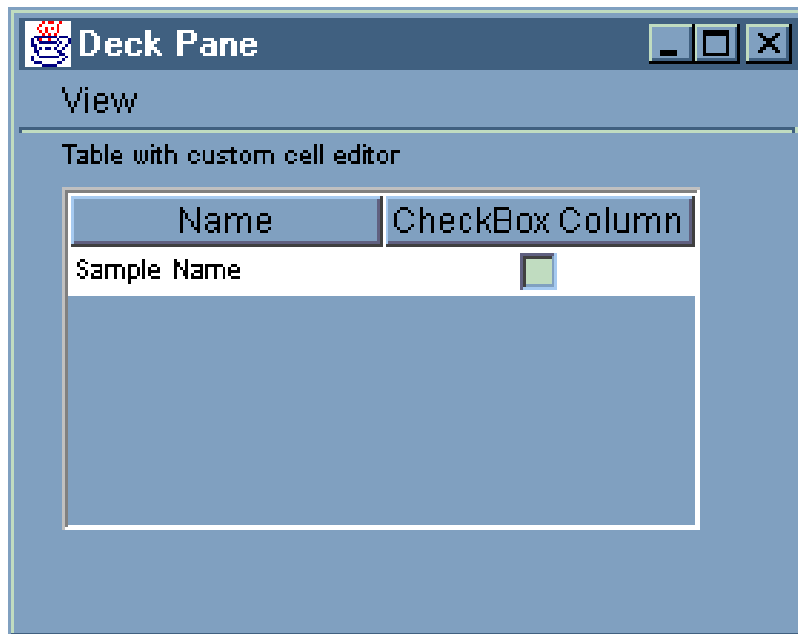 Deck Pane
View
Table with custom cell editor
Name CheckBox Column
Sample Name